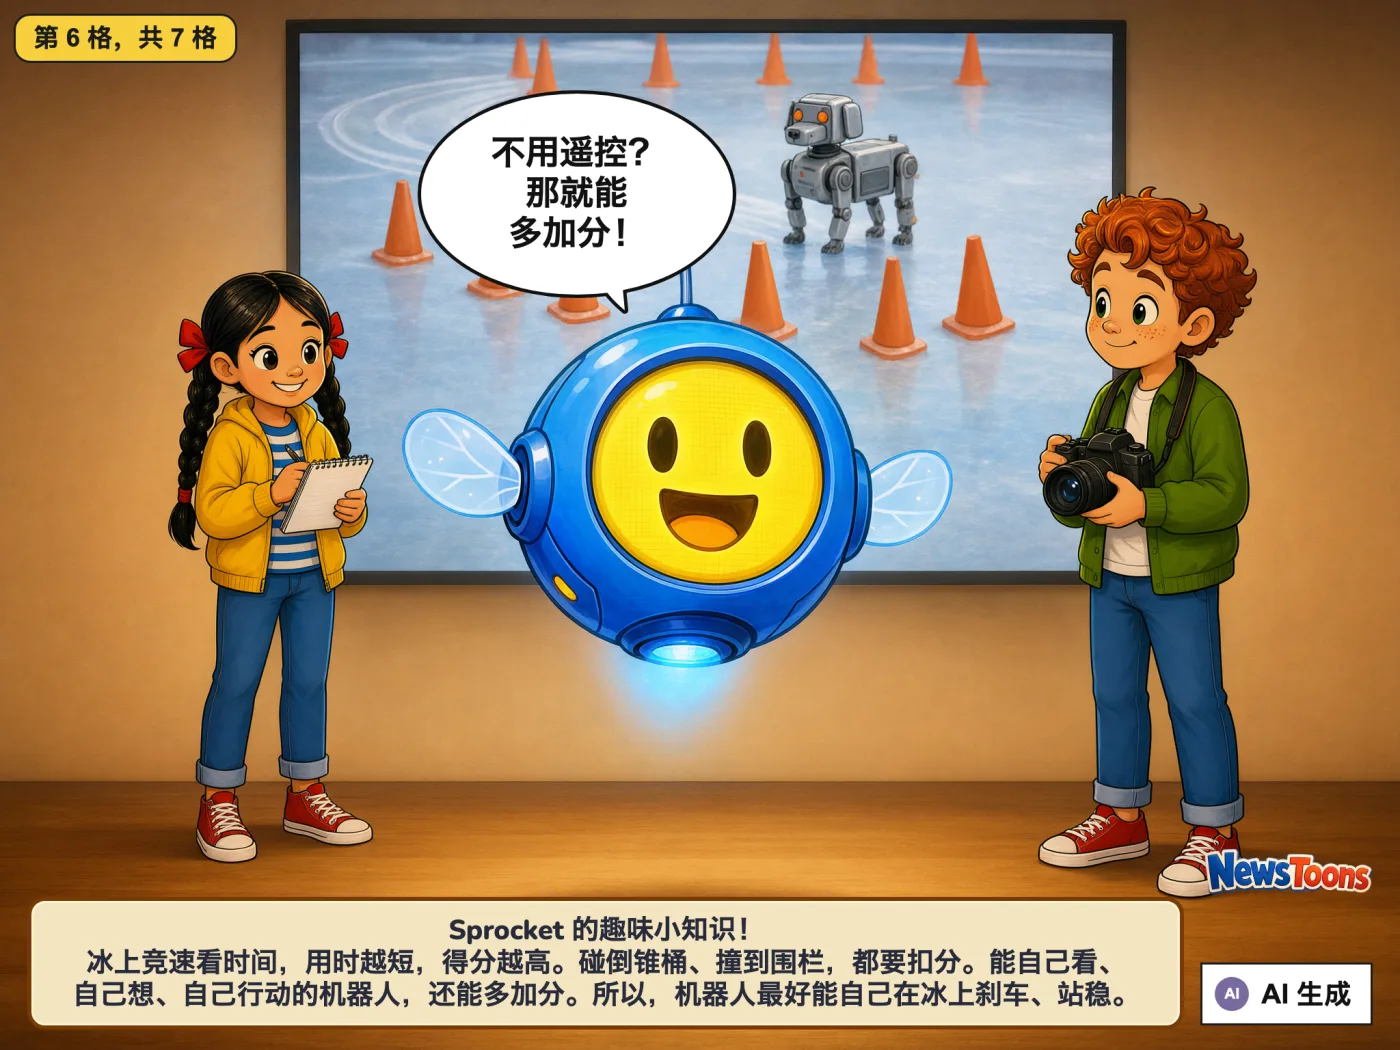 第 6 格，共 7 格
不用遥控？
那就能
多加分！
NewsToons
Sprocket 的趣味小知识！
冰上竞速看时间，用时越短，得分越高。碰倒锥桶、撞到围栏，都要扣分。能自己看、
自己想、自己行动的机器人，还能多加分。所以，机器人最好能自己在冰上刹车、站稳。
AI AI 生成